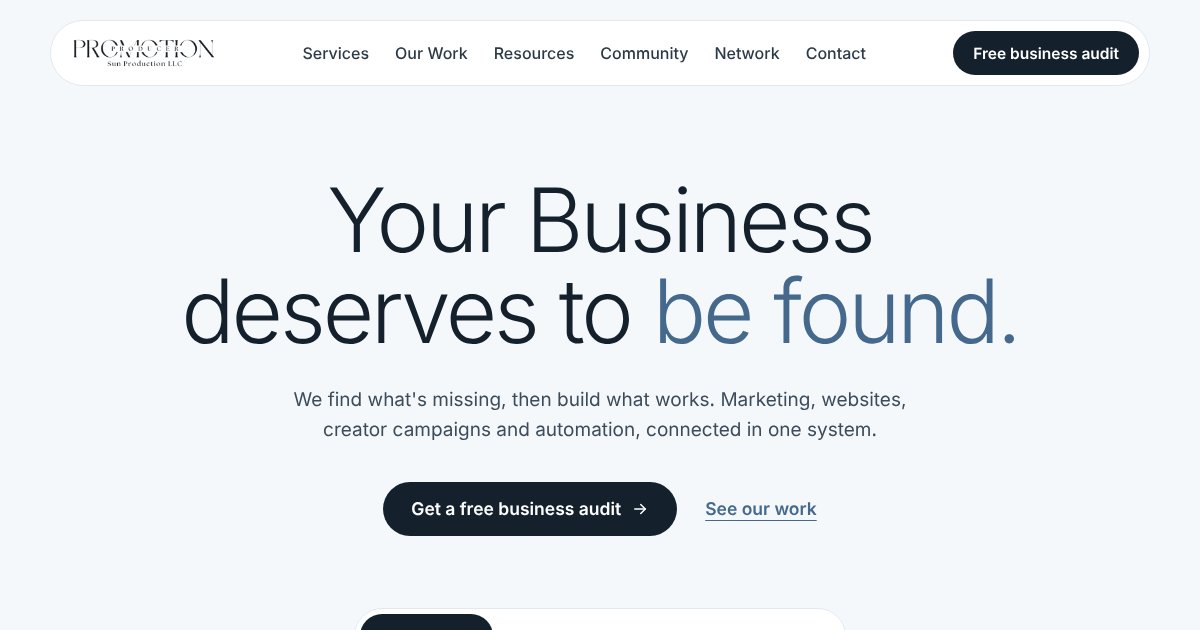 PROMOTION
PRODUCER
Sun Production LLC
Services
Our Work
Resources
Community
Network
Contact
Free business audit
Your Business
deserves to be found.
We find what's missing, then build what works. Marketing, websites,
creator campaigns and automation, connected in one system.
Get a free business audit →
See our work